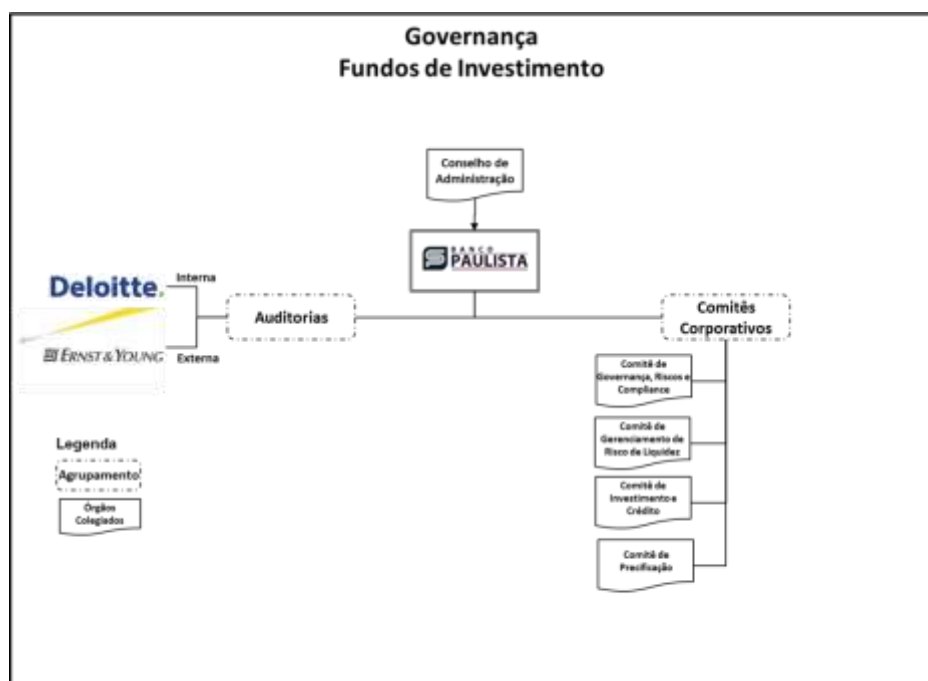 Governança
Fundos de Investimento
Conselho de
Administração
BANCO
PAULISTA
Deloitte.
Interna
Auditorias
ERNST & YOUNG
Externa
Comitês
Corporativos
Comitê de
Governança, Riscos e
Compliance
Comitê de
Gerenciamento de
Risco de Liquidez
Comitê de
Investimento e
Crédito
Comitê de
Precificação
Legenda
Agrupamento
Órgãos
Colegiados